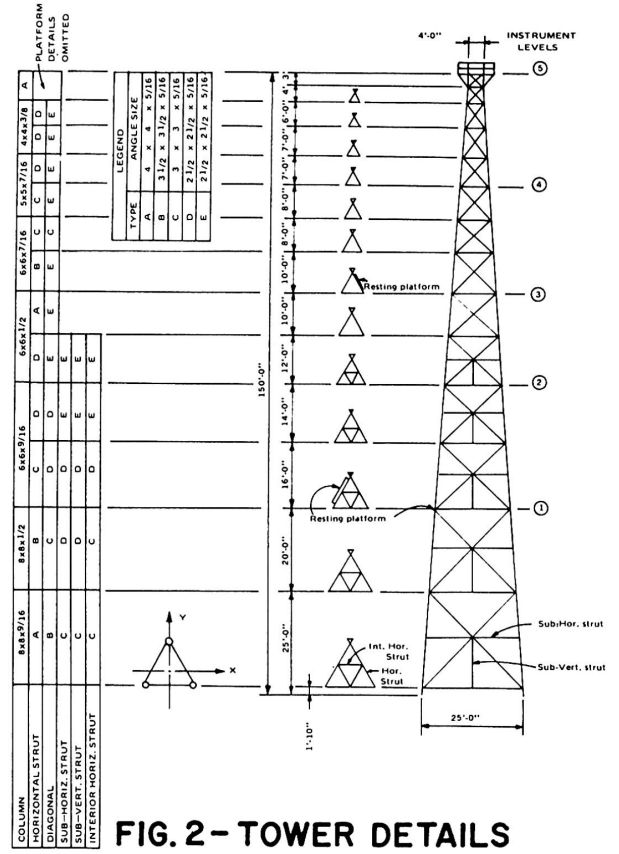 PLATFORM
DETAILS
OMITTED
COLUMN 8x8x9/16 8x8x1/2 6x6x9/16 6x6x1/2 6x6x7/16 5x5x7/16 4x4x3/8 A
HORIZONTAL STRUT A B C D D A B C C D D D
DIAGONAL B C D D E E E C E E E E
SUB-HORIZ. STRUT C D D E E
SUB-VERT. STRUT C D D E E
INTERIOR HORIZ. STRUT C C D E E
LEGEND
TYPE ANGLE SIZE
A 4 x 4 x 5/16
B 3 1/2 x 3 1/2 x 5/16
C 3 x 3 x 5/16
D 2 1/2 x 2 1/2 x 5/16
E 2 1/2 x 2 1/2 x 5/16
4'-0"
INSTRUMENT
LEVELS
5
4
3
2
1
150'-0"
3'
4'
6'-0"
7'-0"
7'-0"
8'-0"
8'-0"
10'-0"
10'-0"
12'-0"
14'-0"
16'-0"
20'-0"
25'-0"
1'-10"
Resting platform
Resting platform
Y
X
Int. Hor.
Strut
Hor.
Strut
Sub-Hor. strut
Sub-Vert. strut
25'-0"
FIG. 2 - TOWER DETAILS